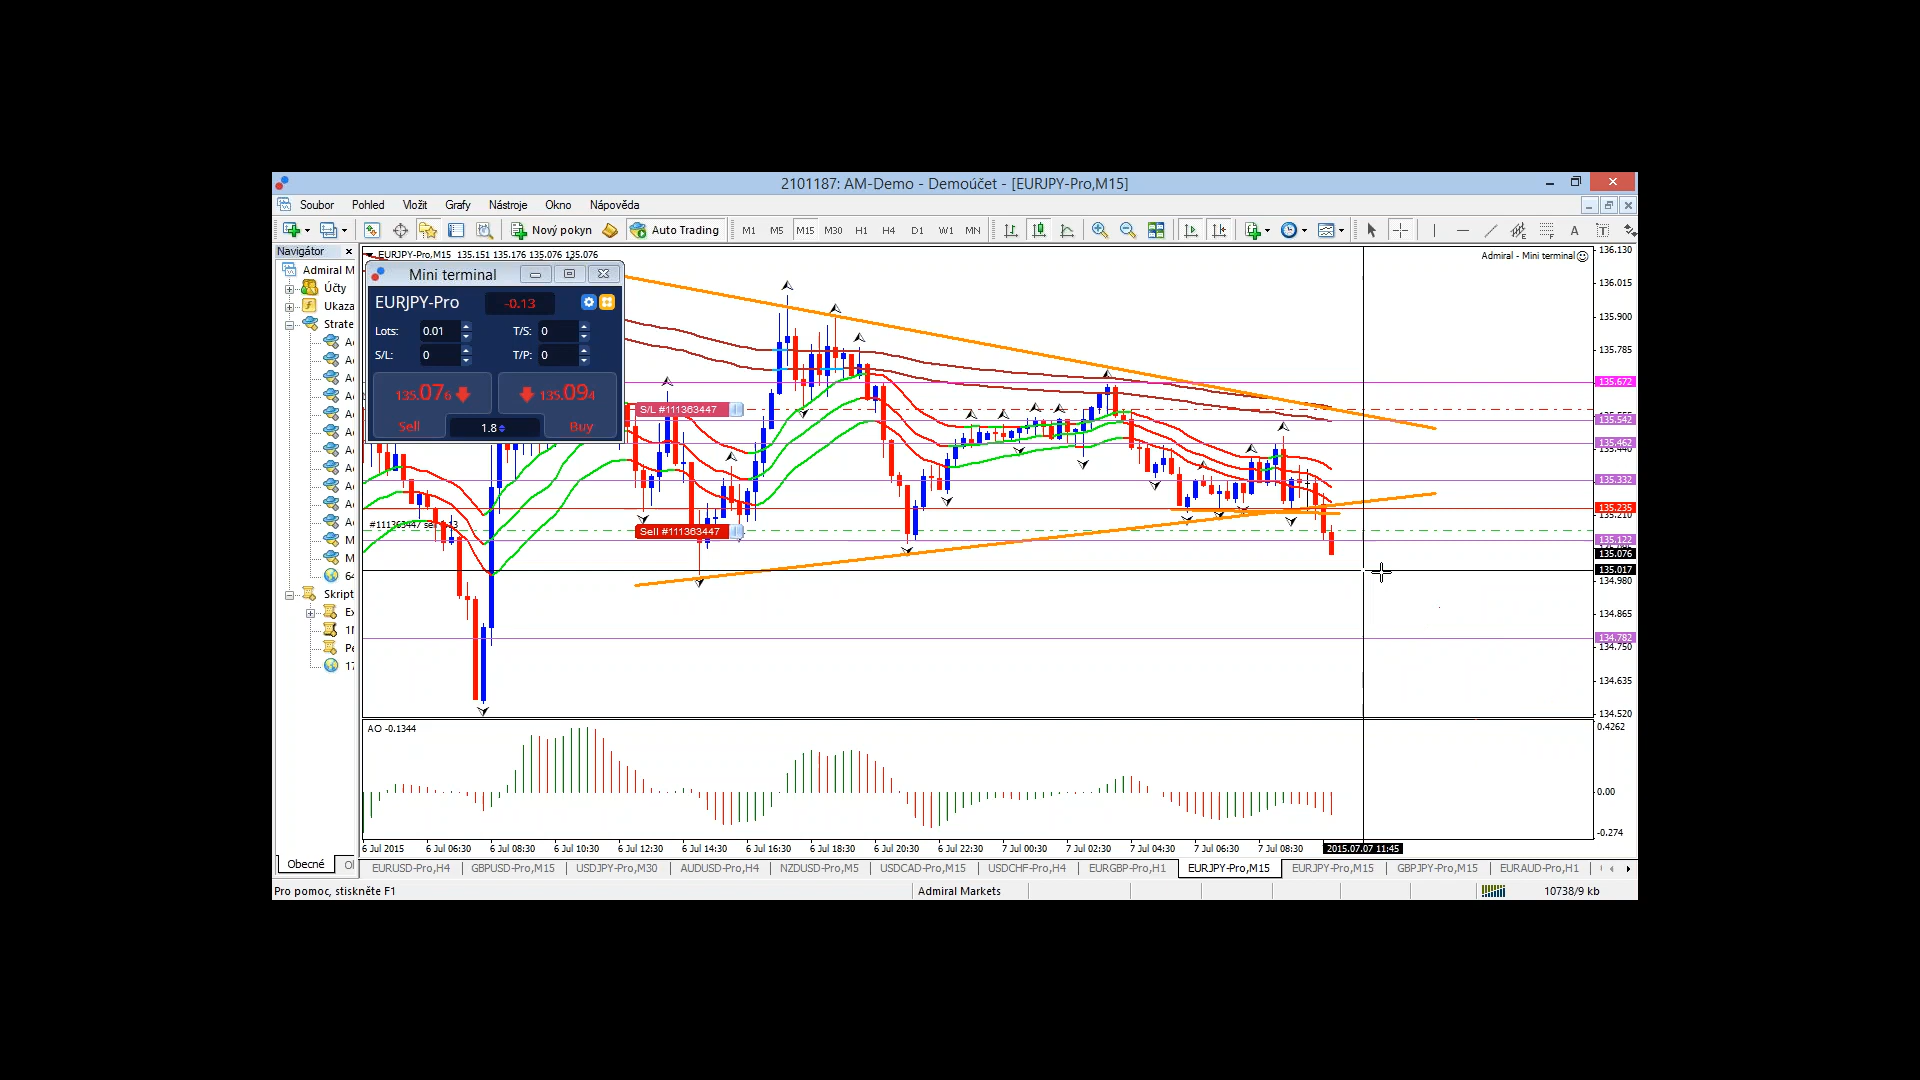 2101187: AM-Demo - Demoúčet - [EURJPY-Pro,M15]
Soubor Pohled Vložit Grafy Nástroje Okno Nápověda
Nový pokyn Auto Trading M1 M5 M15 M30 H1 H4 D1 W1 MN
Navigátor
Admiral M
Účty
Ukaza
Strate
Skript
Obecné
EURJPY-Pro,M15 135.151 135.176 135.076 135.076
Admiral - Mini terminal
Mini terminal
EURJPY-Pro -0.13
Lots: 0.01 T/S: 0
S/L: 0 T/P: 0
135.076 135.094
Sell 1.8 Buy
S/L #111363447
Sell #111363447
136.130
136.015
135.900
135.785
135.672
135.542
135.462
135.440
135.332
135.235
135.210
135.122
135.076
135.017
134.980
134.865
134.782
134.750
134.635
134.520
AO -0.1344
0.4262
0.00
-0.274
6 Jul 2015 6 Jul 06:30 6 Jul 08:30 6 Jul 10:30 6 Jul 12:30 6 Jul 14:30 6 Jul 16:30 6 Jul 18:30 6 Jul 20:30 6 Jul 22:30 7 Jul 00:30 7 Jul 02:30 7 Jul 04:30 7 Jul 06:30 7 Jul 08:30 2015.07.07 11:45
EURUSD-Pro,H4 GBPUSD-Pro,M15 USDJPY-Pro,M30 AUDUSD-Pro,H4 NZDUSD-Pro,M5 USDCAD-Pro,M15 USDCHF-Pro,H4 EURGBP-Pro,H1 EURJPY-Pro,M15 EURJPY-Pro,M15 GBPJPY-Pro,M15 EURAUD-Pro,H1
Pro pomoc, stiskněte F1 Admiral Markets 10738/9 kb